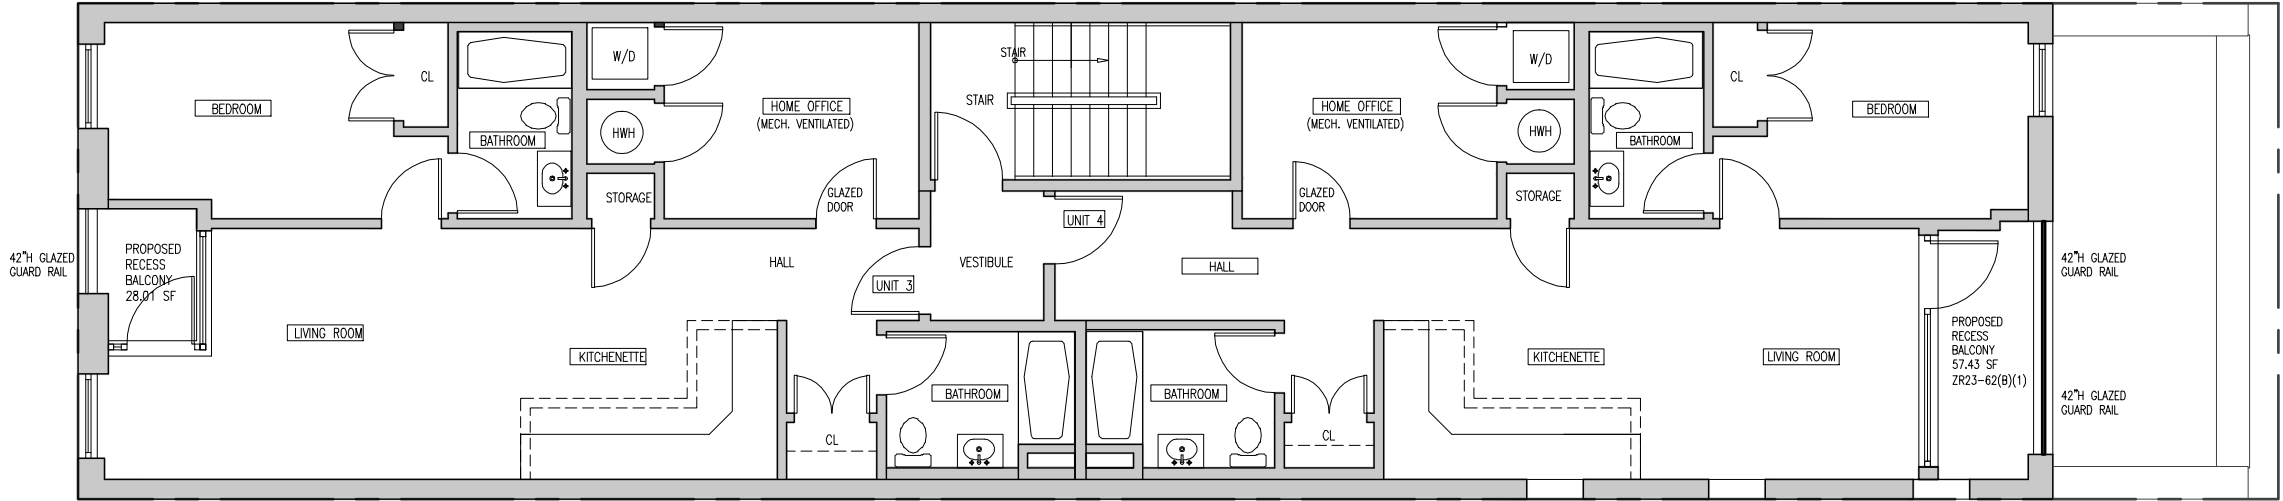 BEDROOM
CL
BATHROOM
W/D
HWH
HOME OFFICE
(MECH. VENTILATED)
STORAGE
GLAZED
DOOR
STAIR
STAIR
HOME OFFICE
(MECH. VENTILATED)
GLAZED
DOOR
W/D
HWH
STORAGE
BATHROOM
CL
BEDROOM
42"H GLAZED
GUARD RAIL
PROPOSED
RECESS
BALCONY
28.01 SF
LIVING ROOM
KITCHENETTE
HALL
UNIT 3
VESTIBULE
UNIT 4
HALL
CL
BATHROOM
BATHROOM
CL
KITCHENETTE
LIVING ROOM
PROPOSED
RECESS
BALCONY
57.43 SF
ZR23-62(B)(1)
42"H GLAZED
GUARD RAIL
42"H GLAZED
GUARD RAIL